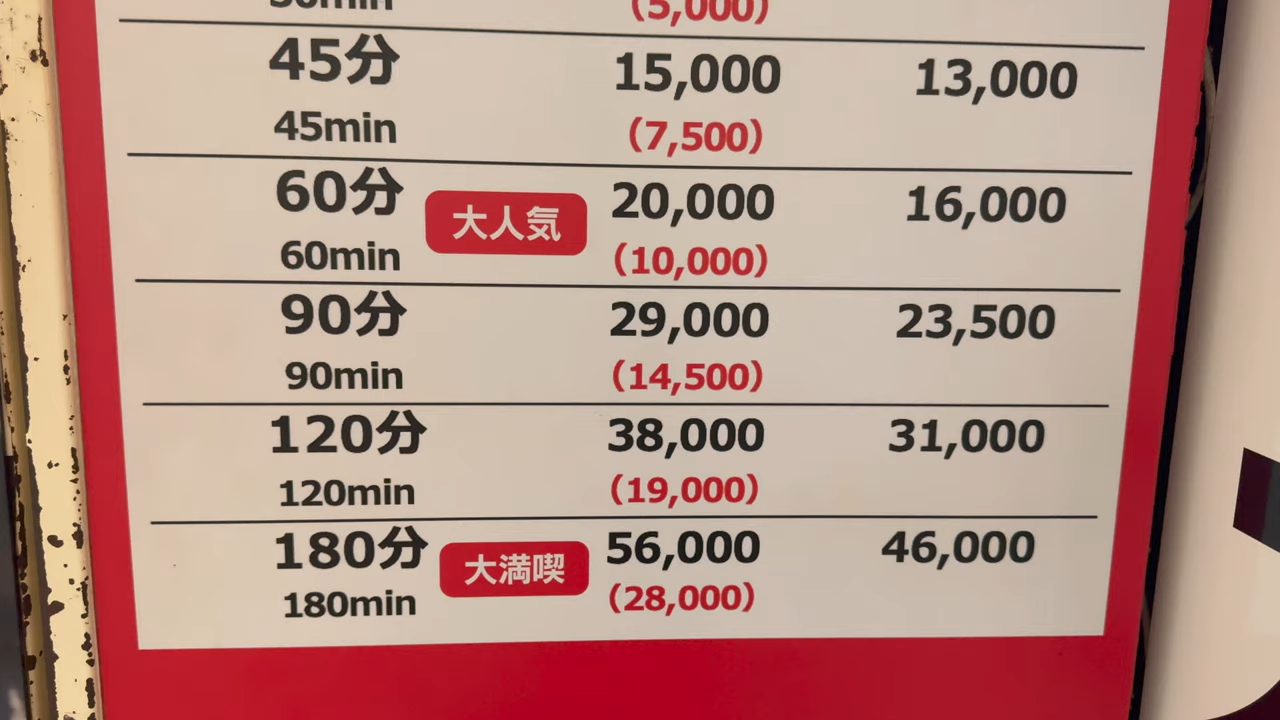 30min (5,000)
45分 15,000 13,000
45min (7,500)
60分 大人気 20,000 16,000
60min (10,000)
90分 29,000 23,500
90min (14,500)
120分 38,000 31,000
120min (19,000)
180分 大満喫 56,000 46,000
180min (28,000)